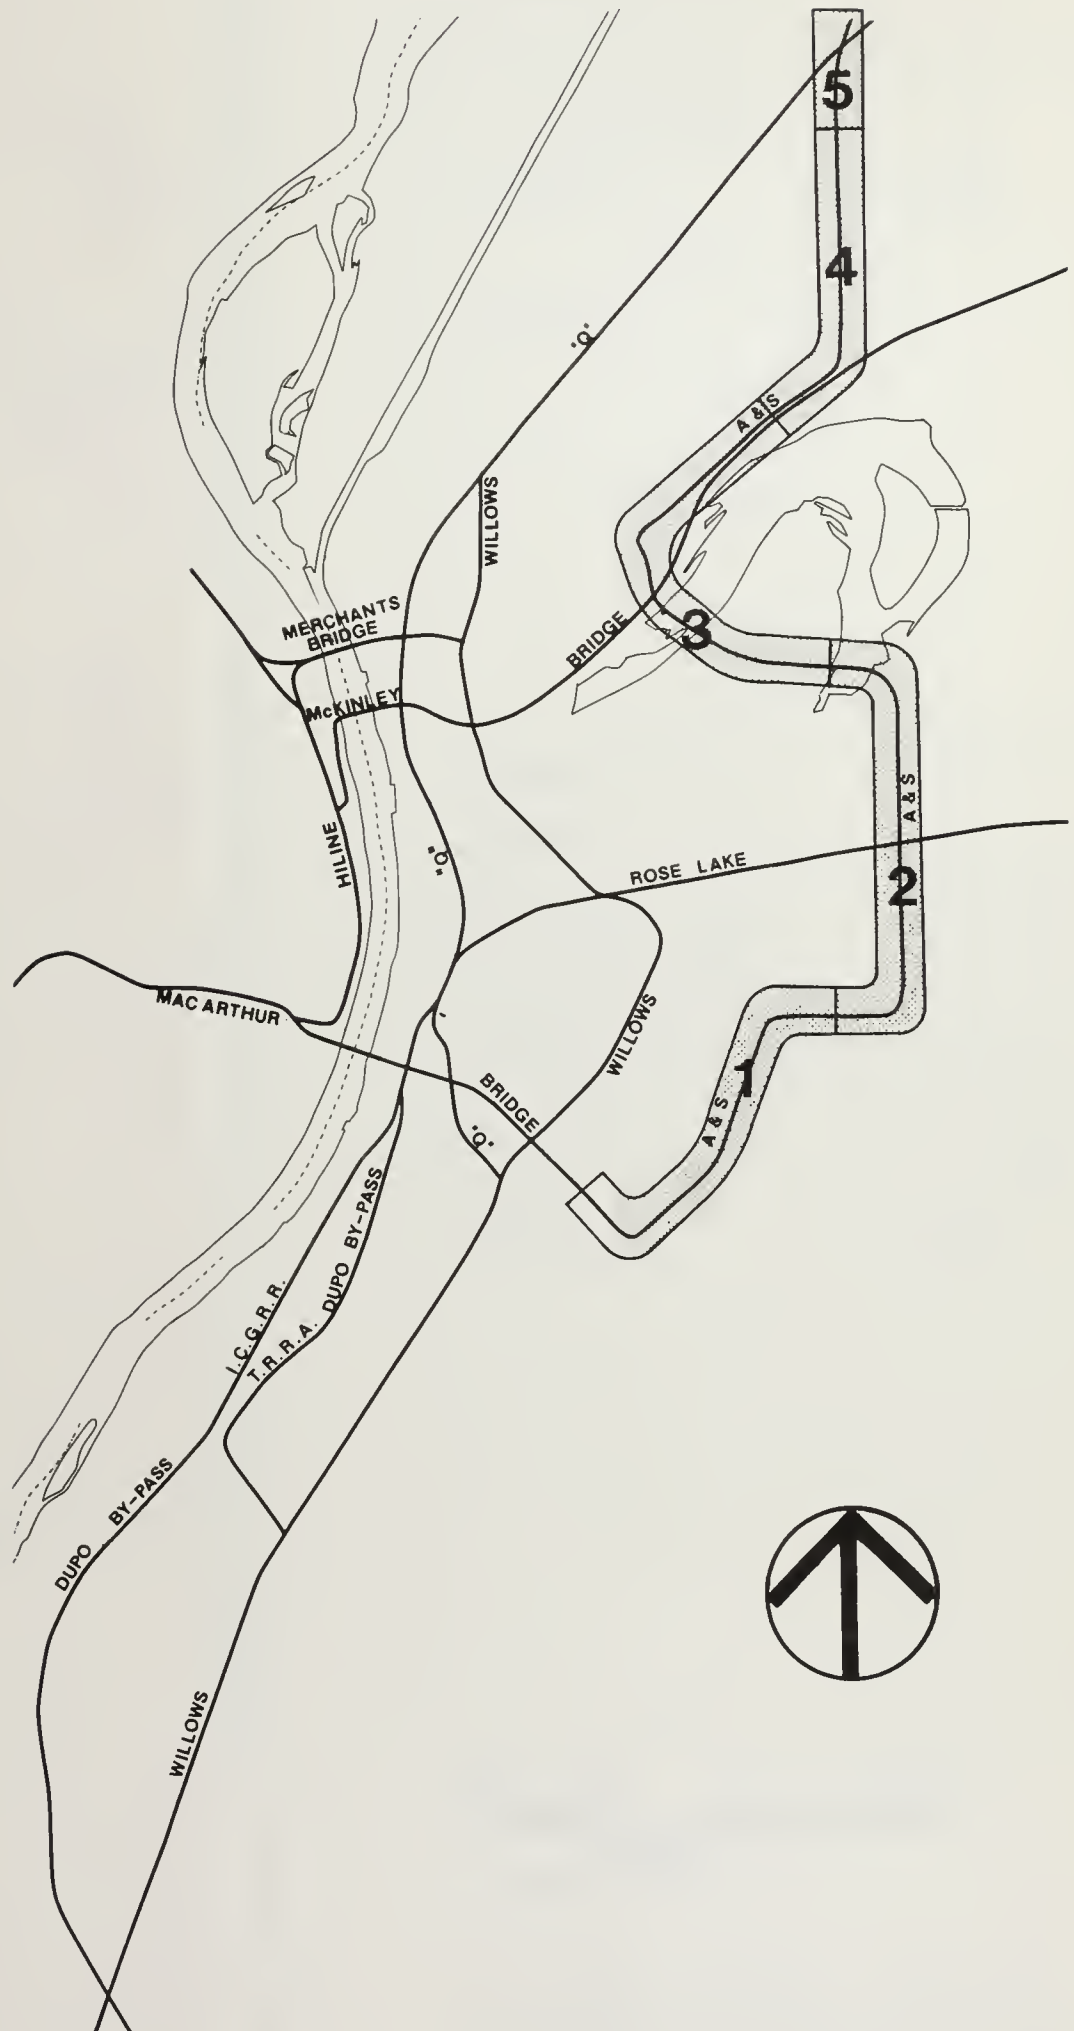 5
4
"Q"
A & S
WILLOWS
MERCHANTS
BRIDGE
BRIDGE
3
McKINLEY
A & S
HILINE
"Q"
ROSE LAKE
2
MAC ARTHUR
WILLOWS
1
BRIDGE
A & S
"Q"
DUPO BY-PASS
I.C.G.R.R.
T.R.R.A.
DUPO BY-PASS
WILLOWS